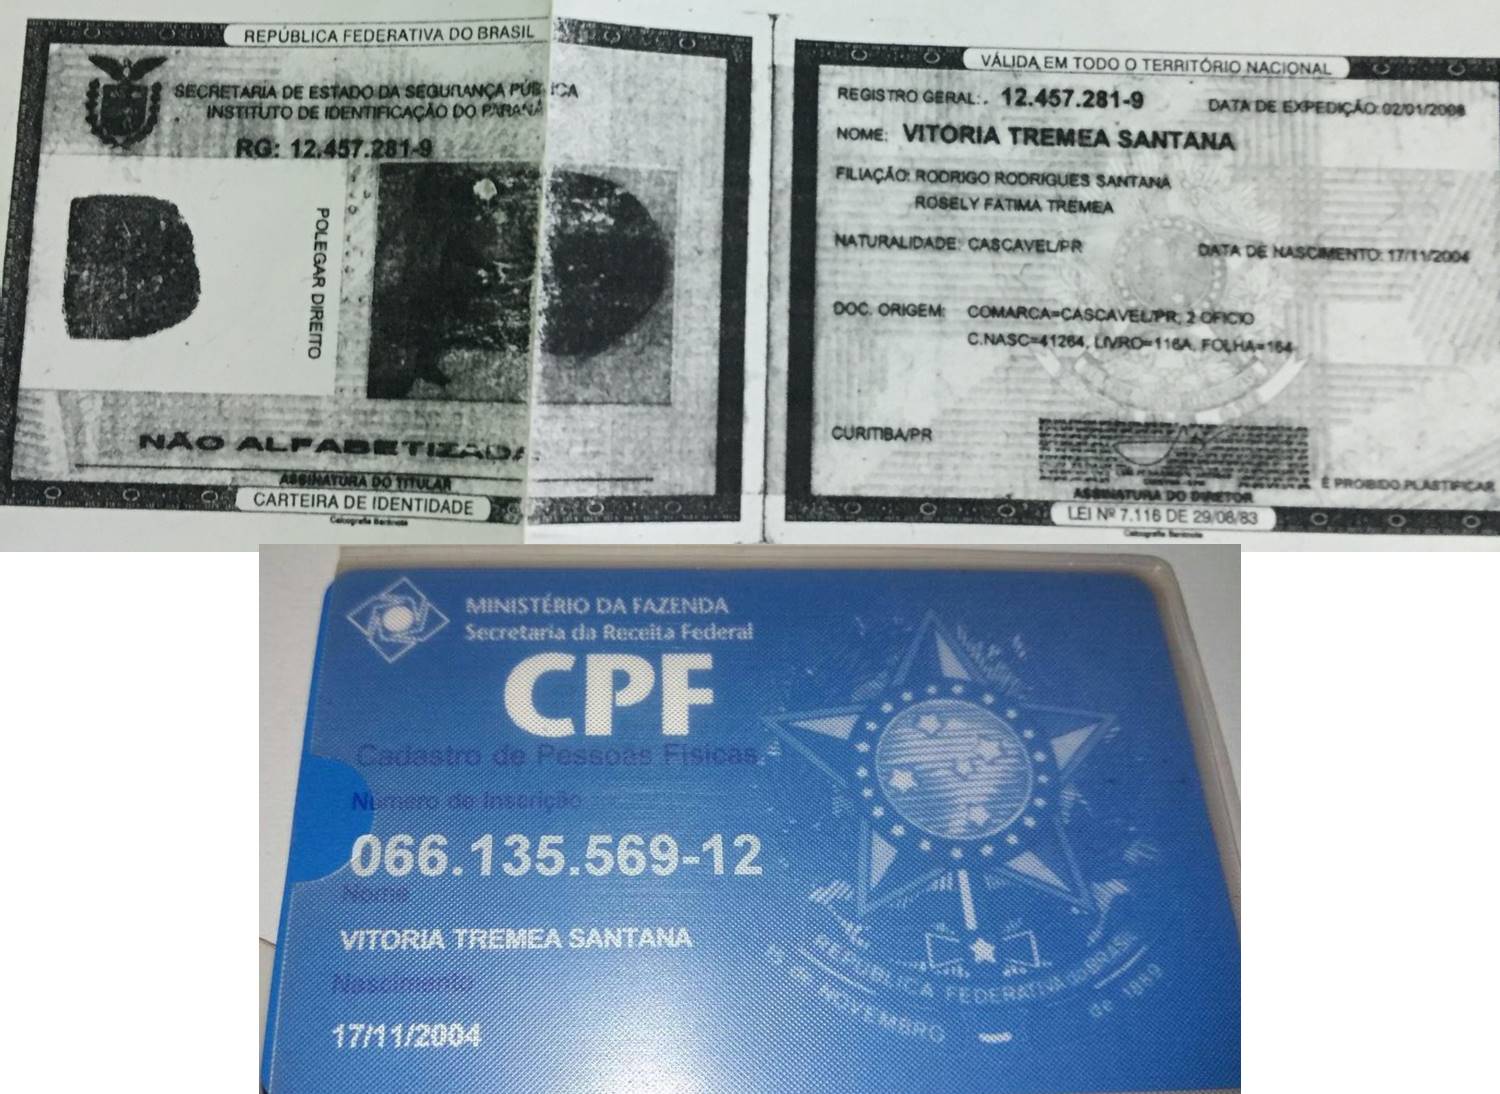 REPÚBLICA FEDERATIVA DO BRASIL
SECRETARIA DE ESTADO DA SEGURANÇA PÚBLICA
INSTITUTO DE IDENTIFICAÇÃO DO PARANÁ
RG: 12.457.281-9
POLEGAR DIREITO
NÃO ALFABETIZADA
ASSINATURA DO TITULAR
CARTEIRA DE IDENTIDADE
VÁLIDA EM TODO O TERRITÓRIO NACIONAL
REGISTRO GERAL: 12.457.281-9 DATA DE EXPEDIÇÃO: 02/01/2008
NOME: VITORIA TREMEA SANTANA
FILIAÇÃO: RODRIGO RODRIGUES SANTANA
ROSELY FATIMA TREMEA
NATURALIDADE: CASCAVEL/PR DATA DE NASCIMENTO: 17/11/2004
DOC. ORIGEM: COMARCA=CASCAVEL/PR, 2 OFICIO
C.NASC=41264, LIVRO=116A, FOLHA=164
CURITIBA/PR
ASSINATURA DO DIRETOR
É PROIBIDO PLASTIFICAR
LEI Nº 7.116 DE 29/08/83
MINISTÉRIO DA FAZENDA
Secretaria da Receita Federal
CPF
Cadastro de Pessoas Físicas
Número de Inscrição
066.135.569-12
Nome
VITORIA TREMEA SANTANA
Nascimento
17/11/2004
REPÚBLICA FEDERATIVA DO BRASIL
15 de NOVEMBRO de 1889